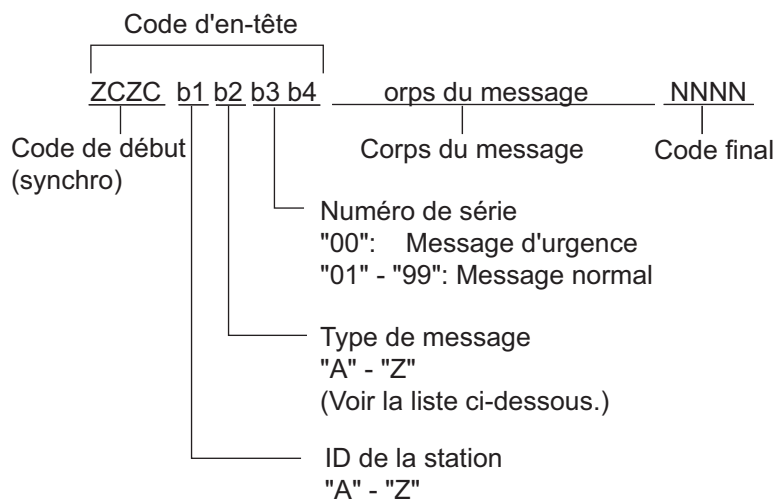 Code d'en-tête
ZCZC b1 b2 b3 b4 orps du message NNNN
Code de début
(synchro)
Corps du message
Code final
Numéro de série
"00": Message d'urgence
"01" - "99": Message normal
Type de message
"A" - "Z"
(Voir la liste ci-dessous.)
ID de la station
"A" - "Z"